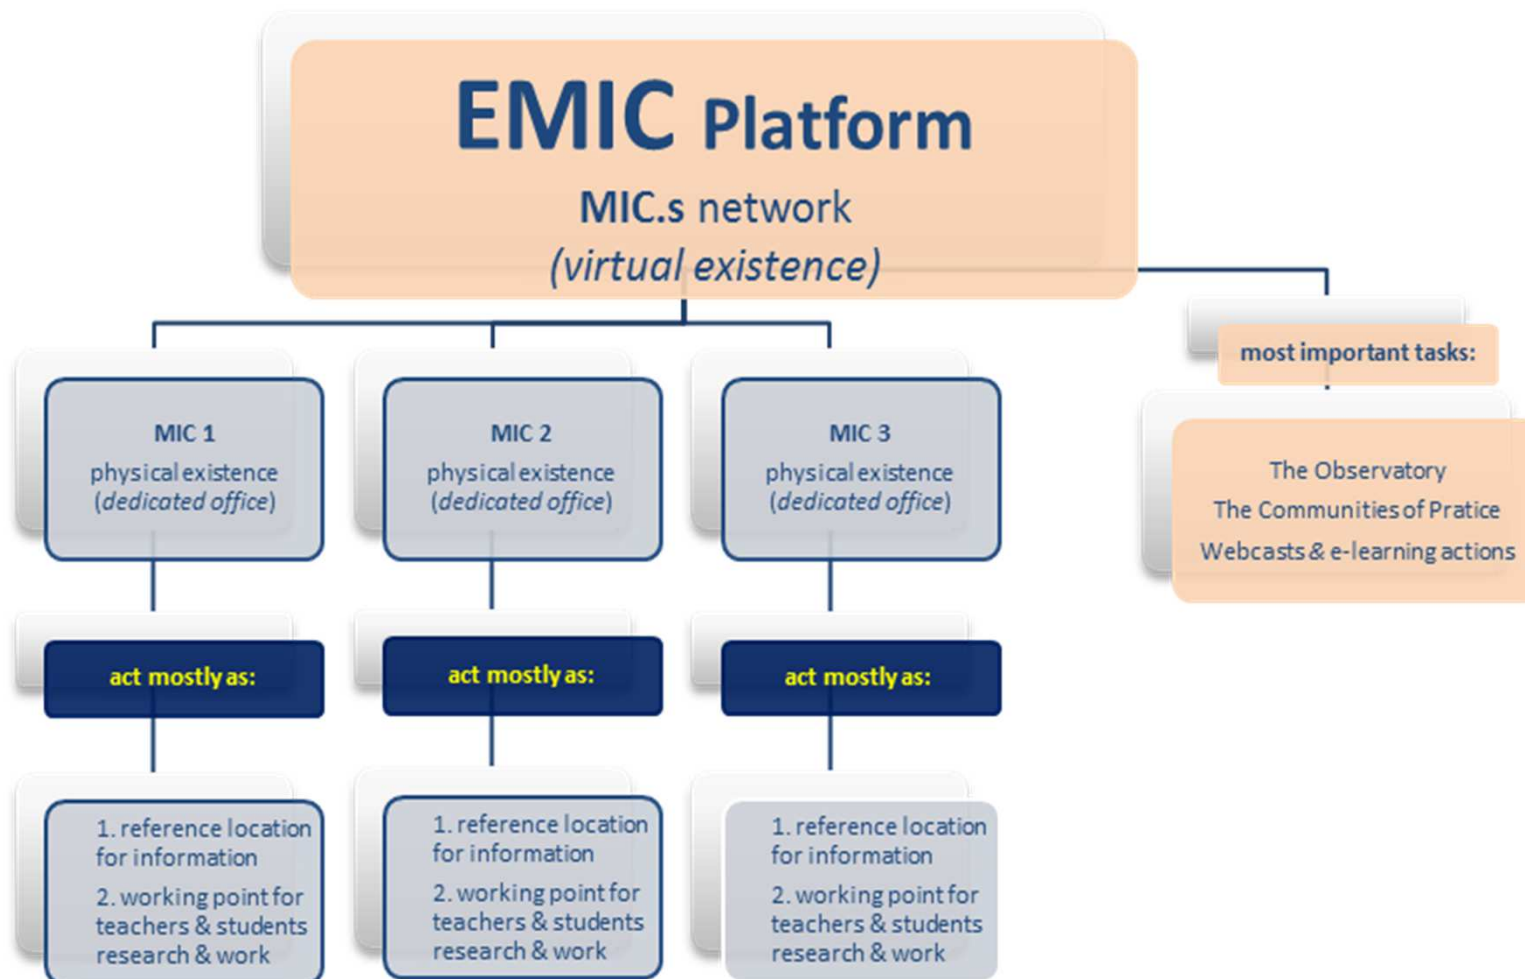 EMIC Platform
MIC.s network
(virtual existence)
most important tasks:
The Observatory
The Communities of Pratice
Webcasts & e-learning actions
MIC 1
physical existence
(dedicated office)
MIC 2
physical existence
(dedicated office)
MIC 3
physical existence
(dedicated office)
act mostly as:
act mostly as:
act mostly as:
1. reference location
for information
2. working point for
teachers & students
research & work
1. reference location
for information
2. working point for
teachers & students
research & work
1. reference location
for information
2. working point for
teachers & students
research & work